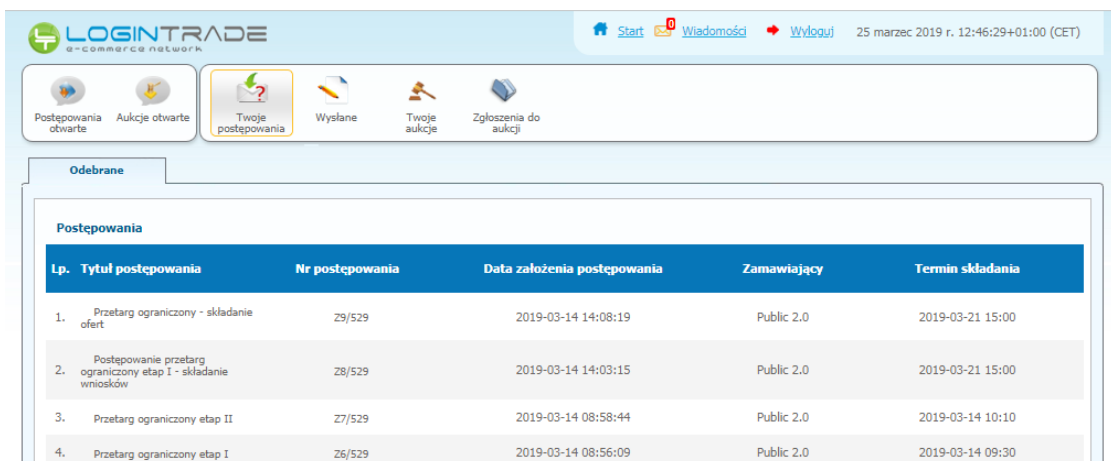 LOGINTRADE
e-commerce network
Start 0 Wiadomości Wyloguj 25 marzec 2019 r. 12:46:29+01:00 (CET)
Postępowania otwarte
Aukcje otwarte
Twoje postępowania
Wysłane
Twoje aukcje
Zgłoszenia do aukcji
Odebrane
Postępowania
Lp. Tytuł postępowania Nr postępowania Data założenia postępowania Zamawiający Termin składania
1. Przetarg ograniczony - składanie ofert Z9/529 2019-03-14 14:08:19 Public 2.0 2019-03-21 15:00
2. Postępowanie przetarg ograniczony etap I - składanie wniosków Z8/529 2019-03-14 14:03:15 Public 2.0 2019-03-21 15:00
3. Przetarg ograniczony etap II Z7/529 2019-03-14 08:58:44 Public 2.0 2019-03-14 10:10
4. Przetarg ograniczony etap I Z6/529 2019-03-14 08:56:09 Public 2.0 2019-03-14 09:30